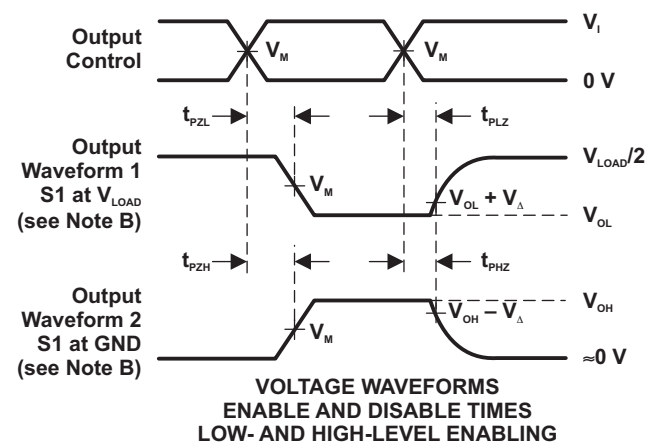 Output
Control
V_M
V_M
V_I
0 V
t_PZL
t_PLZ
Output
Waveform 1
S1 at V_LOAD
(see Note B)
V_M
V_OL + V_Δ
V_LOAD/2
V_OL
t_PZH
t_PHZ
Output
Waveform 2
S1 at GND
(see Note B)
V_M
V_OH – V_Δ
V_OH
≈0 V
VOLTAGE WAVEFORMS
ENABLE AND DISABLE TIMES
LOW- AND HIGH-LEVEL ENABLING